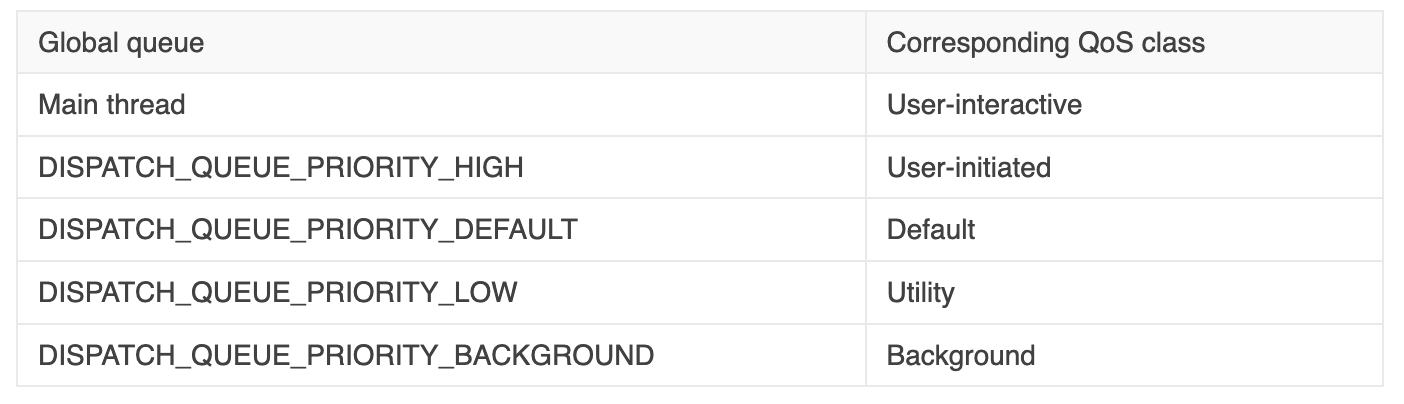 Global queue Corresponding QoS class
Main thread User-interactive
DISPATCH_QUEUE_PRIORITY_HIGH User-initiated
DISPATCH_QUEUE_PRIORITY_DEFAULT Default
DISPATCH_QUEUE_PRIORITY_LOW Utility
DISPATCH_QUEUE_PRIORITY_BACKGROUND Background